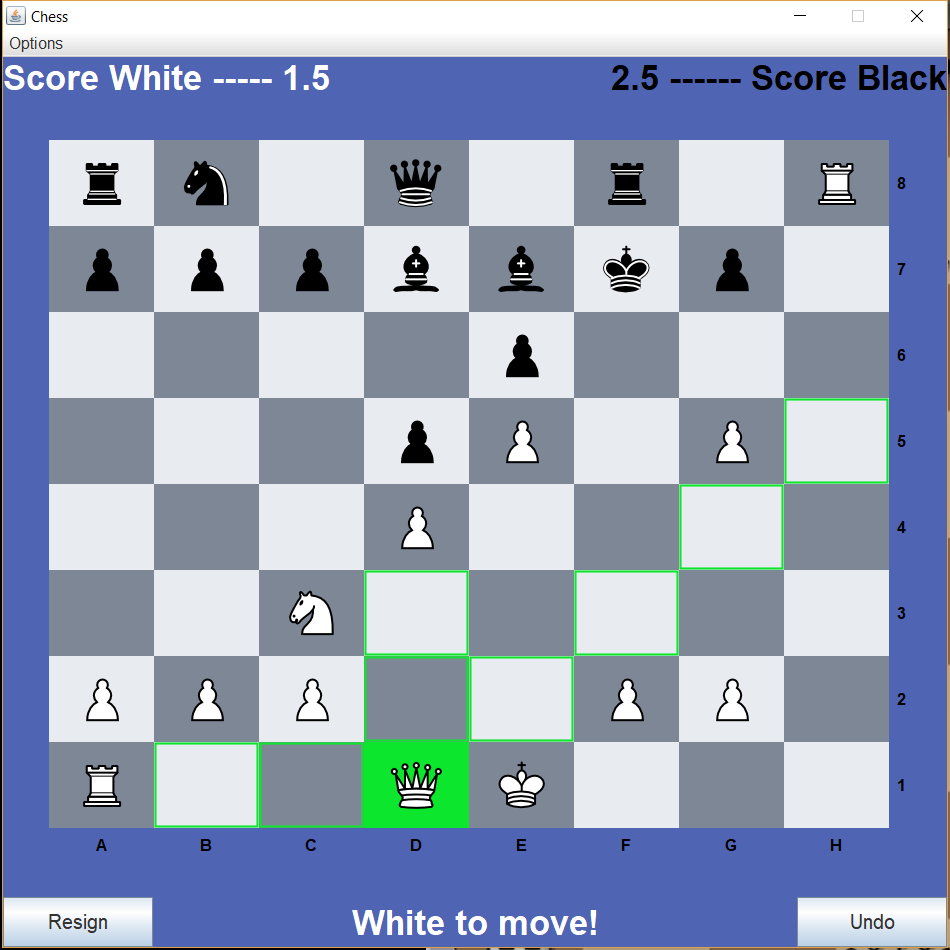 Chess
Options
Score White ----- 1.5
2.5 ------ Score Black
8
7
6
5
4
3
2
1
A B C D E F G H
Resign
White to move!
Undo